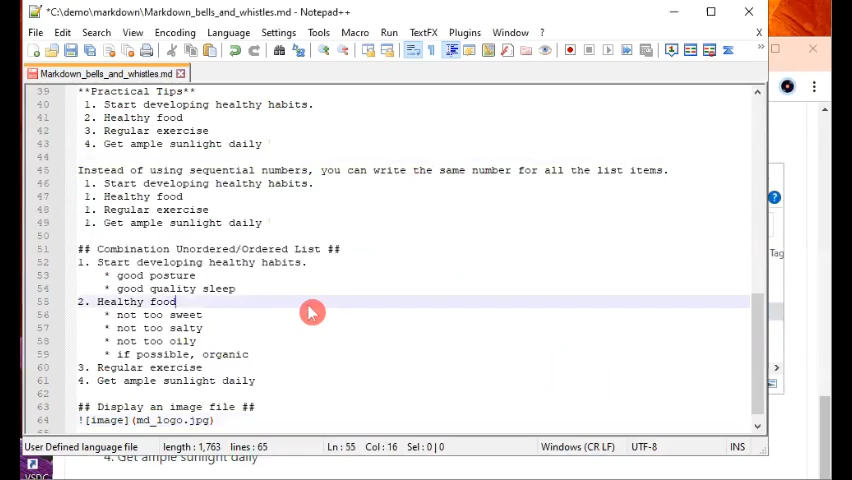 *C:\demo\markdown\Markdown_bells_and_whistles.md - Notepad++
File Edit Search View Encoding Language Settings Tools Macro Run TextFX Plugins Window ?
Markdown_bells_and_whistles.md
39 **Practical Tips**
40 1. Start developing healthy habits.
41 2. Healthy food
42 3. Regular exercise
43 4. Get ample sunlight daily `
44
45 Instead of using sequential numbers, you can write the same number for all the list items.
46 1. Start developing healthy habits.
47 1. Healthy food
48 1. Regular exercise
49 1. Get ample sunlight daily `
50
51 ## Combination Unordered/Ordered List ##
52 1. Start developing healthy habits.
53 * good posture
54 * good quality sleep
55 2. Healthy food
56 * not too sweet
57 * not too salty
58 * not too oily
59 * if possible, organic
60 3. Regular exercise
61 4. Get ample sunlight daily
62
63 ## Display an image file ##
64 ![image](md_logo.jpg)
User Defined language file length : 1,763 lines : 65 Ln : 55 Col : 16 Sel : 0 | 0 Windows (CR LF) UTF-8 INS
Tag
4. Get ample sunlight daily
VSDC